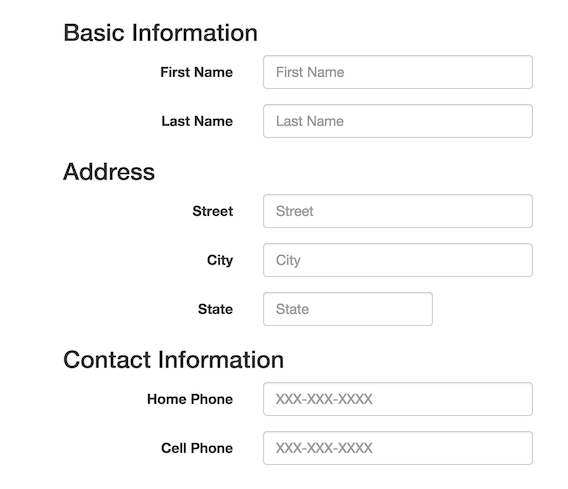 Basic Information
First Name First Name
Last Name Last Name
Address
Street Street
City City
State State
Contact Information
Home Phone XXX-XXX-XXXX
Cell Phone XXX-XXX-XXXX